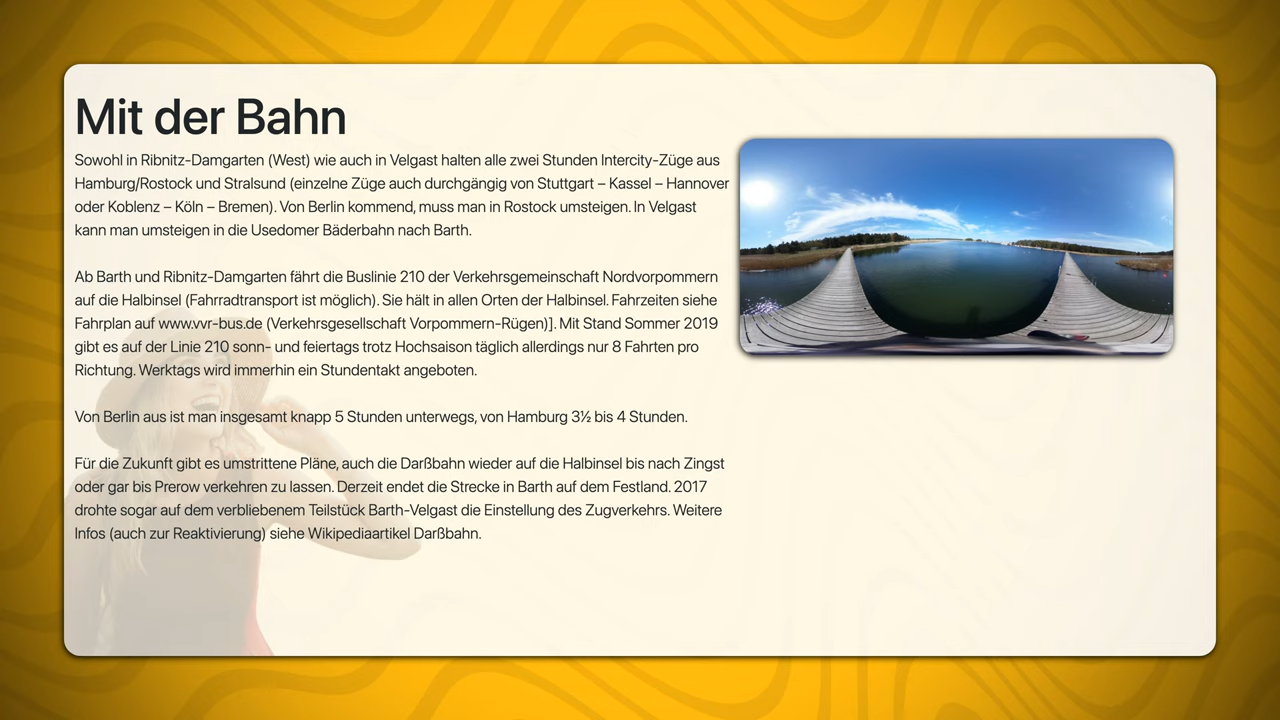 Mit der Bahn
Sowohl in Ribnitz-Damgarten (West) wie auch in Velgast halten alle zwei Stunden Intercity-Züge aus
Hamburg/Rostock und Stralsund (einzelne Züge auch durchgängig von Stuttgart – Kassel – Hannover
oder Koblenz – Köln – Bremen). Von Berlin kommend, muss man in Rostock umsteigen. In Velgast
kann man umsteigen in die Usedomer Bäderbahn nach Barth.
Ab Barth und Ribnitz-Damgarten fährt die Buslinie 210 der Verkehrsgemeinschaft Nordvorpommern
auf die Halbinsel (Fahrradtransport ist möglich). Sie hält in allen Orten der Halbinsel. Fahrzeiten siehe
Fahrplan auf www.vvr-bus.de (Verkehrsgesellschaft Vorpommern-Rügen)]. Mit Stand Sommer 2019
gibt es auf der Linie 210 sonn- und feiertags trotz Hochsaison täglich allerdings nur 8 Fahrten pro
Richtung. Werktags wird immerhin ein Stundentakt angeboten.
Von Berlin aus ist man insgesamt knapp 5 Stunden unterwegs, von Hamburg 3½ bis 4 Stunden.
Für die Zukunft gibt es umstrittene Pläne, auch die Darßbahn wieder auf die Halbinsel bis nach Zingst
oder gar bis Prerow verkehren zu lassen. Derzeit endet die Strecke in Barth auf dem Festland. 2017
drohte sogar auf dem verbliebenem Teilstück Barth-Velgast die Einstellung des Zugverkehrs. Weitere
Infos (auch zur Reaktivierung) siehe Wikipediaartikel Darßbahn.